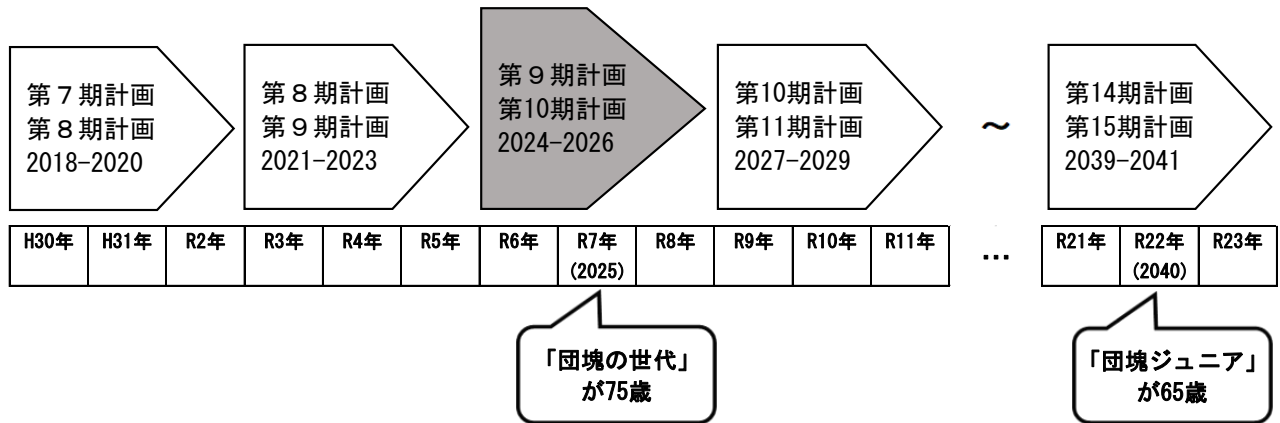 第７期計画
第８期計画
2018-2020
第８期計画
第９期計画
2021-2023
第９期計画
第10期計画
2024-2026
第10期計画
第11期計画
2027-2029
～
第14期計画
第15期計画
2039-2041
H30年 H31年 R2年 R3年 R4年 R5年 R6年 R7年 R8年 R9年 R10年 R11年 … R21年 R22年 R23年
(2025) (2040)
「団塊の世代」
が75歳
「団塊ジュニア」
が65歳